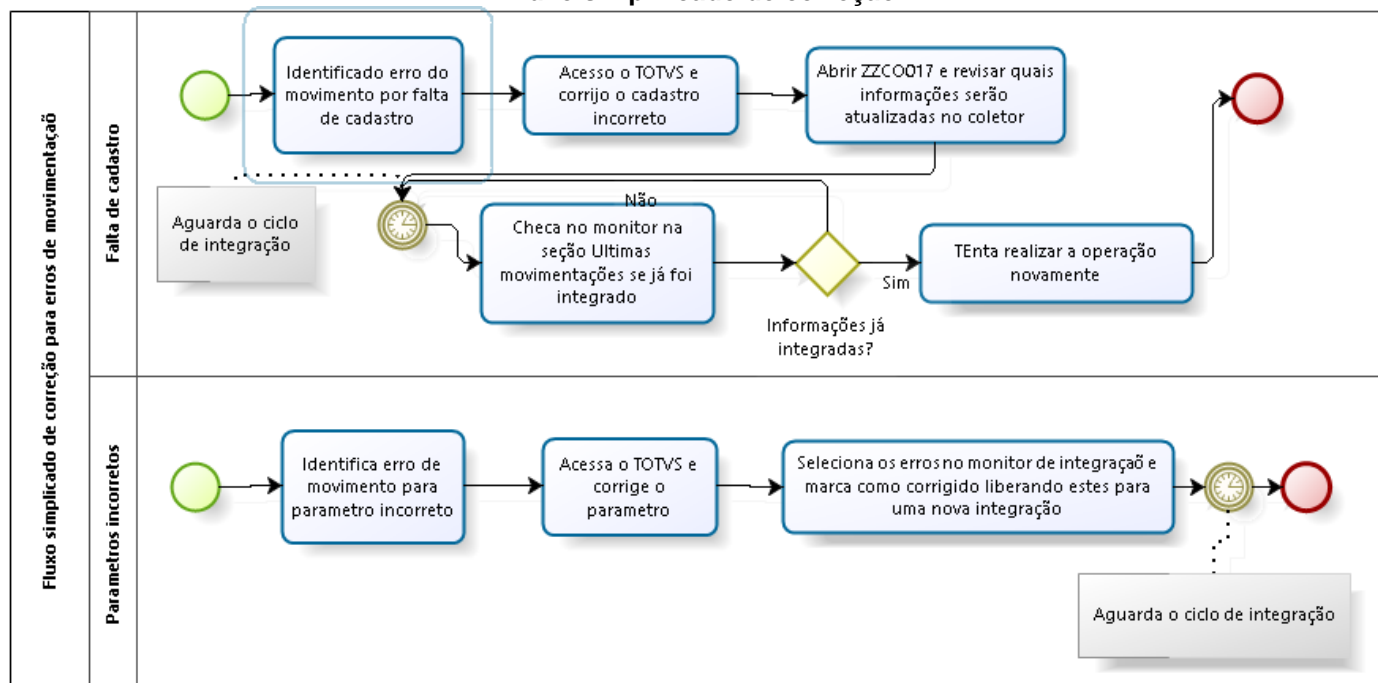 Fluxo simplicado de correção para erros de movimentaçaõ
Falta de cadastro
Identificado erro do
movimento por falta
de cadastro
Acesso o TOTVS e
corrijo o cadastro
incorreto
Abrir ZZCO017 e revisar quais
informações serão
atualizadas no coletor
Aguarda o ciclo
de integração
Não
Checa no monitor na
seção Ultimas
movimentações se já foi
integrado
Sim
TEnta realizar a operação
novamente
Informações já
integradas?
Parametros incorretos
Identifica erro de
movimento para
parametro incorreto
Acessa o TOTVS e
corrige o
parametro
Seleciona os erros no monitor de integraçaõ e
marca como corrigido liberando estes para
uma nova integração
Aguarda o ciclo de integração